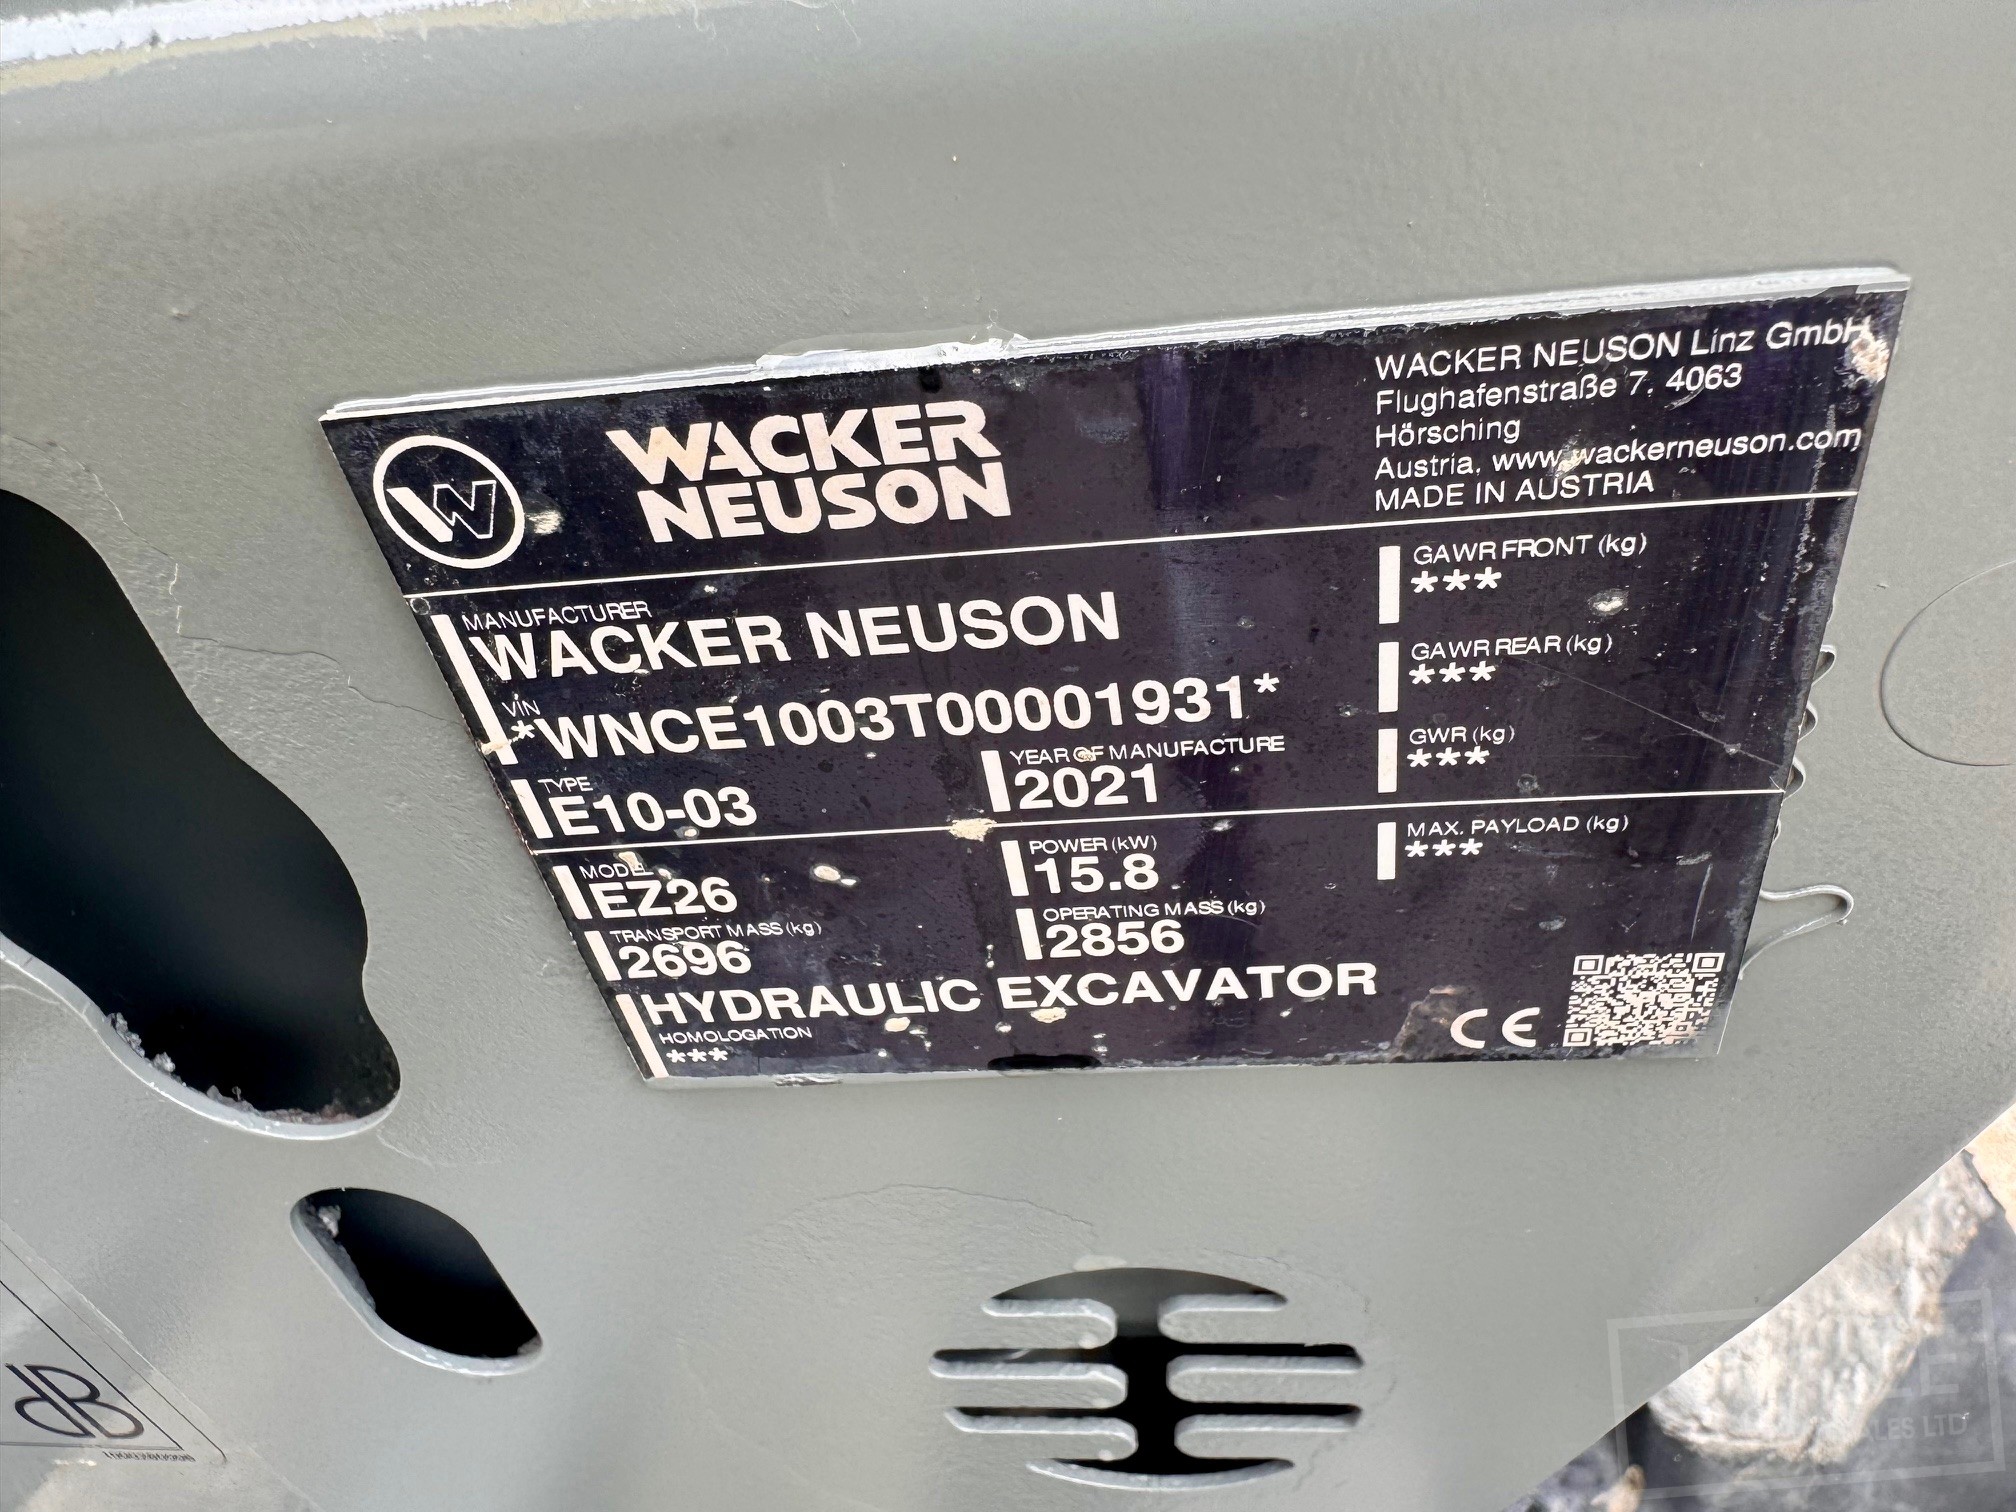 WACKER
NEUSON
WACKER NEUSON Linz GmbH
Flughafenstraße 7, 4063
Hörsching
Austria, www.wackerneuson.com
MADE IN AUSTRIA
MANUFACTURER
WACKER NEUSON
VIN
*WNCE1003T00001931*
TYPE
E10-03
YEAR OF MANUFACTURE
2021
MODEL
EZ26
POWER (kW)
15.8
TRANSPORT MASS (kg)
2696
OPERATING MASS (kg)
2856
HYDRAULIC EXCAVATOR
HOMOLOGATION
***
GAWR FRONT (kg)
***
GAWR REAR (kg)
***
GWR (kg)
***
MAX. PAYLOAD (kg)
***
CE
LTD